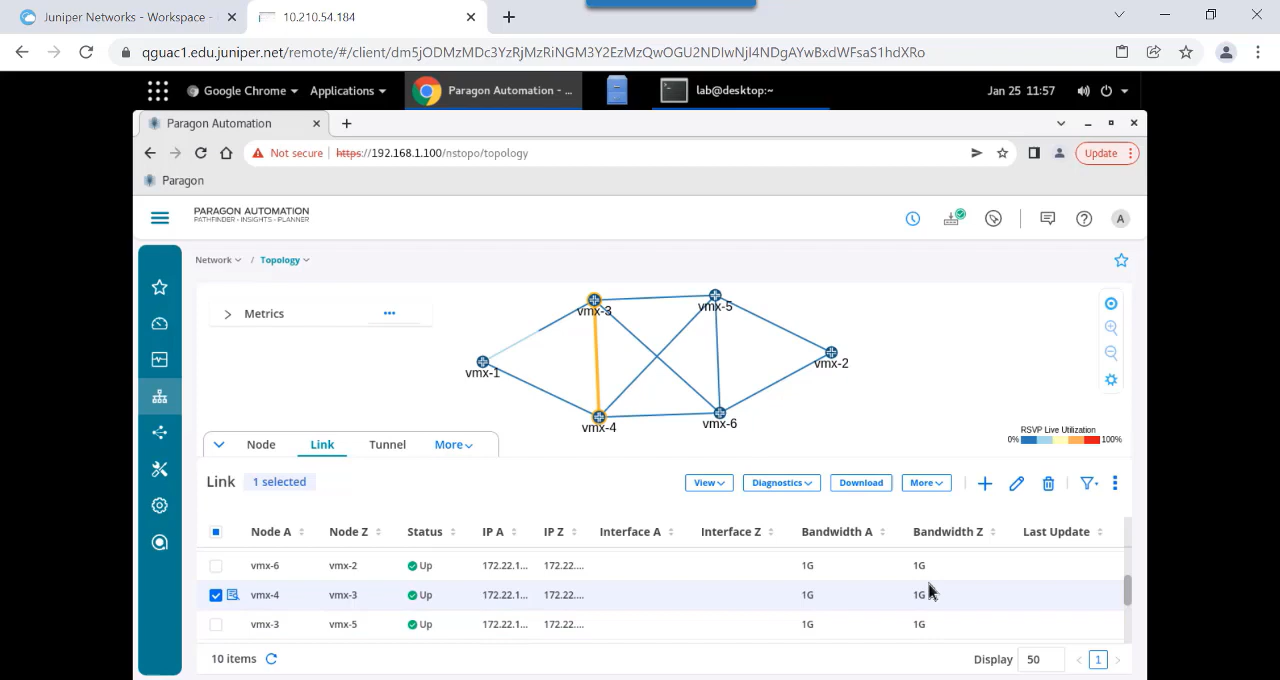 Juniper Networks - Workspace
10.210.54.184
qguac1.edu.juniper.net/remote/#/client/dm5jODMzMDc3YzRjMzRiNGM3Y2EzMzQwOGU2NDIwNjI4NDgAYwBxdWFsaS1hdXRo
Google Chrome
Applications
Paragon Automation - ...
lab@desktop:~
Jan 25 11:57
Paragon Automation
Not secure
https://192.168.1.100/nstopo/topology
Update
Paragon
PARAGON AUTOMATION
PATHFINDER · INSIGHTS · PLANNER
A
Network / Topology
Metrics
vmx-3
vmx-5
vmx-1
vmx-2
vmx-4
vmx-6
RSVP Live Utilization
0% 100%
Node Link Tunnel More
Link 1 selected
View Diagnostics Download More
Node A Node Z Status IP A IP Z Interface A Interface Z Bandwidth A Bandwidth Z Last Update
vmx-6 vmx-2 Up 172.22.1... 172.22.... 1G 1G
vmx-4 vmx-3 Up 172.22.1... 172.22.... 1G 1G
vmx-3 vmx-5 Up 172.22.1... 172.22.... 1G 1G
10 items
Display 50 < 1 >